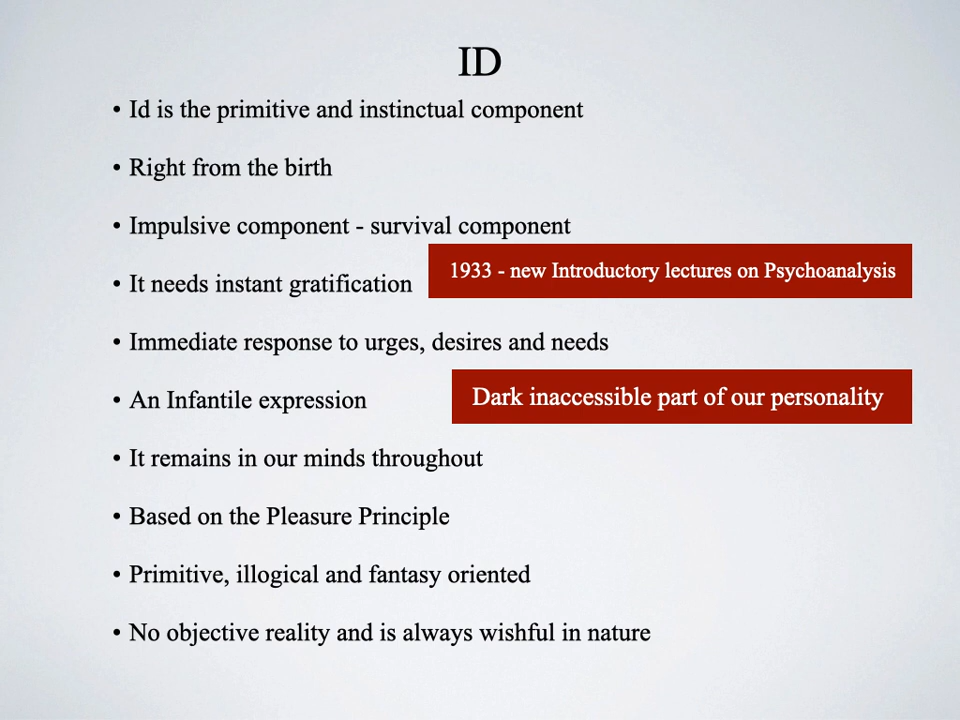 ID
• Id is the primitive and instinctual component
• Right from the birth
• Impulsive component - survival component
1933 - new Introductory lectures on Psychoanalysis
• It needs instant gratification
• Immediate response to urges, desires and needs
Dark inaccessible part of our personality
• An Infantile expression
• It remains in our minds throughout
• Based on the Pleasure Principle
• Primitive, illogical and fantasy oriented
• No objective reality and is always wishful in nature